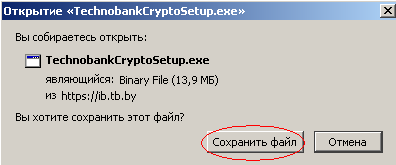 Открытие «TechnobankCryptoSetup.exe»
Вы собираетесь открыть:
TechnobankCryptoSetup.exe
являющийся: Binary File (13,9 МБ)
из https://ib.tb.by
Вы хотите сохранить этот файл?
Сохранить файл Отмена